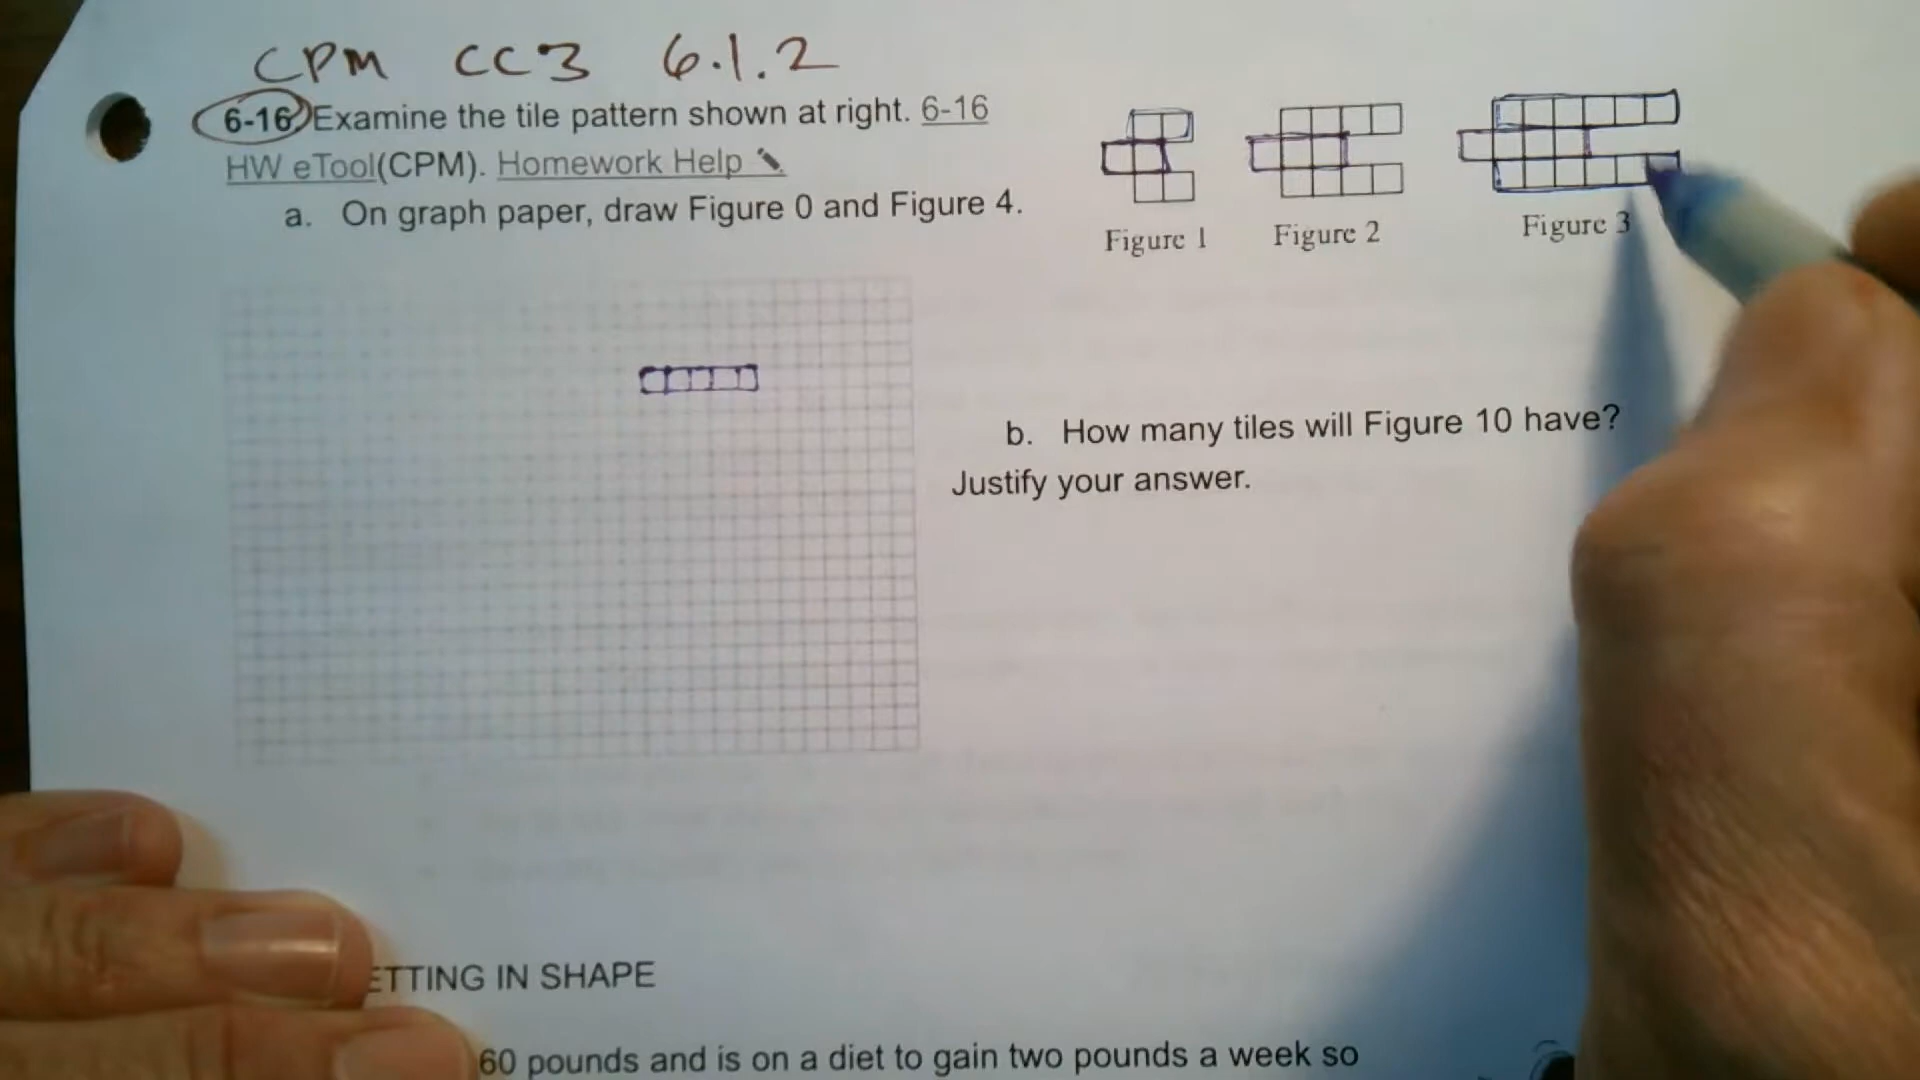 CPM CC3 6.1.2
6-16 Examine the tile pattern shown at right. 6-16
HW eTool(CPM). Homework Help
a. On graph paper, draw Figure 0 and Figure 4.
Figure 1 Figure 2 Figure 3
b. How many tiles will Figure 10 have?
Justify your answer.
ETTING IN SHAPE
60 pounds and is on a diet to gain two pounds a week so